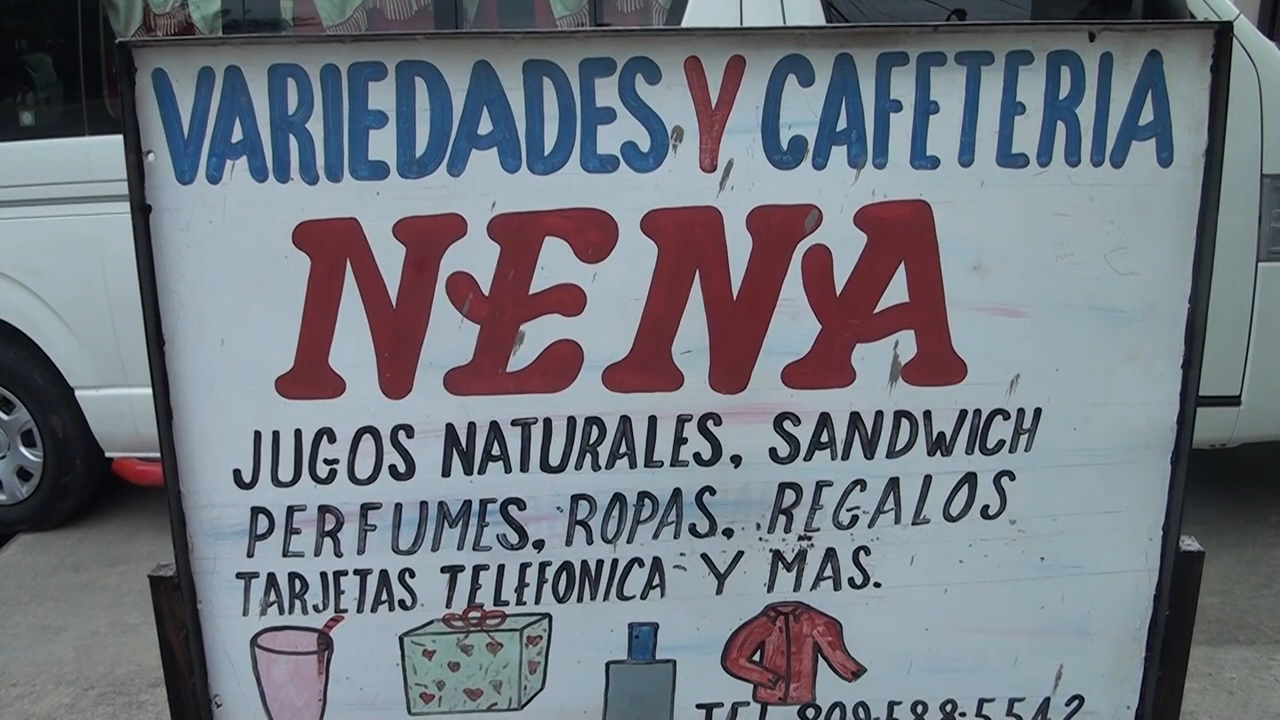 VARIEDADES Y CAFETERIA
NENA
JUGOS NATURALES, SANDWICH
PERFUMES, ROPAS, REGALOS
TARJETAS TELEFONICA Y MAS.
TEL 809-588-5542